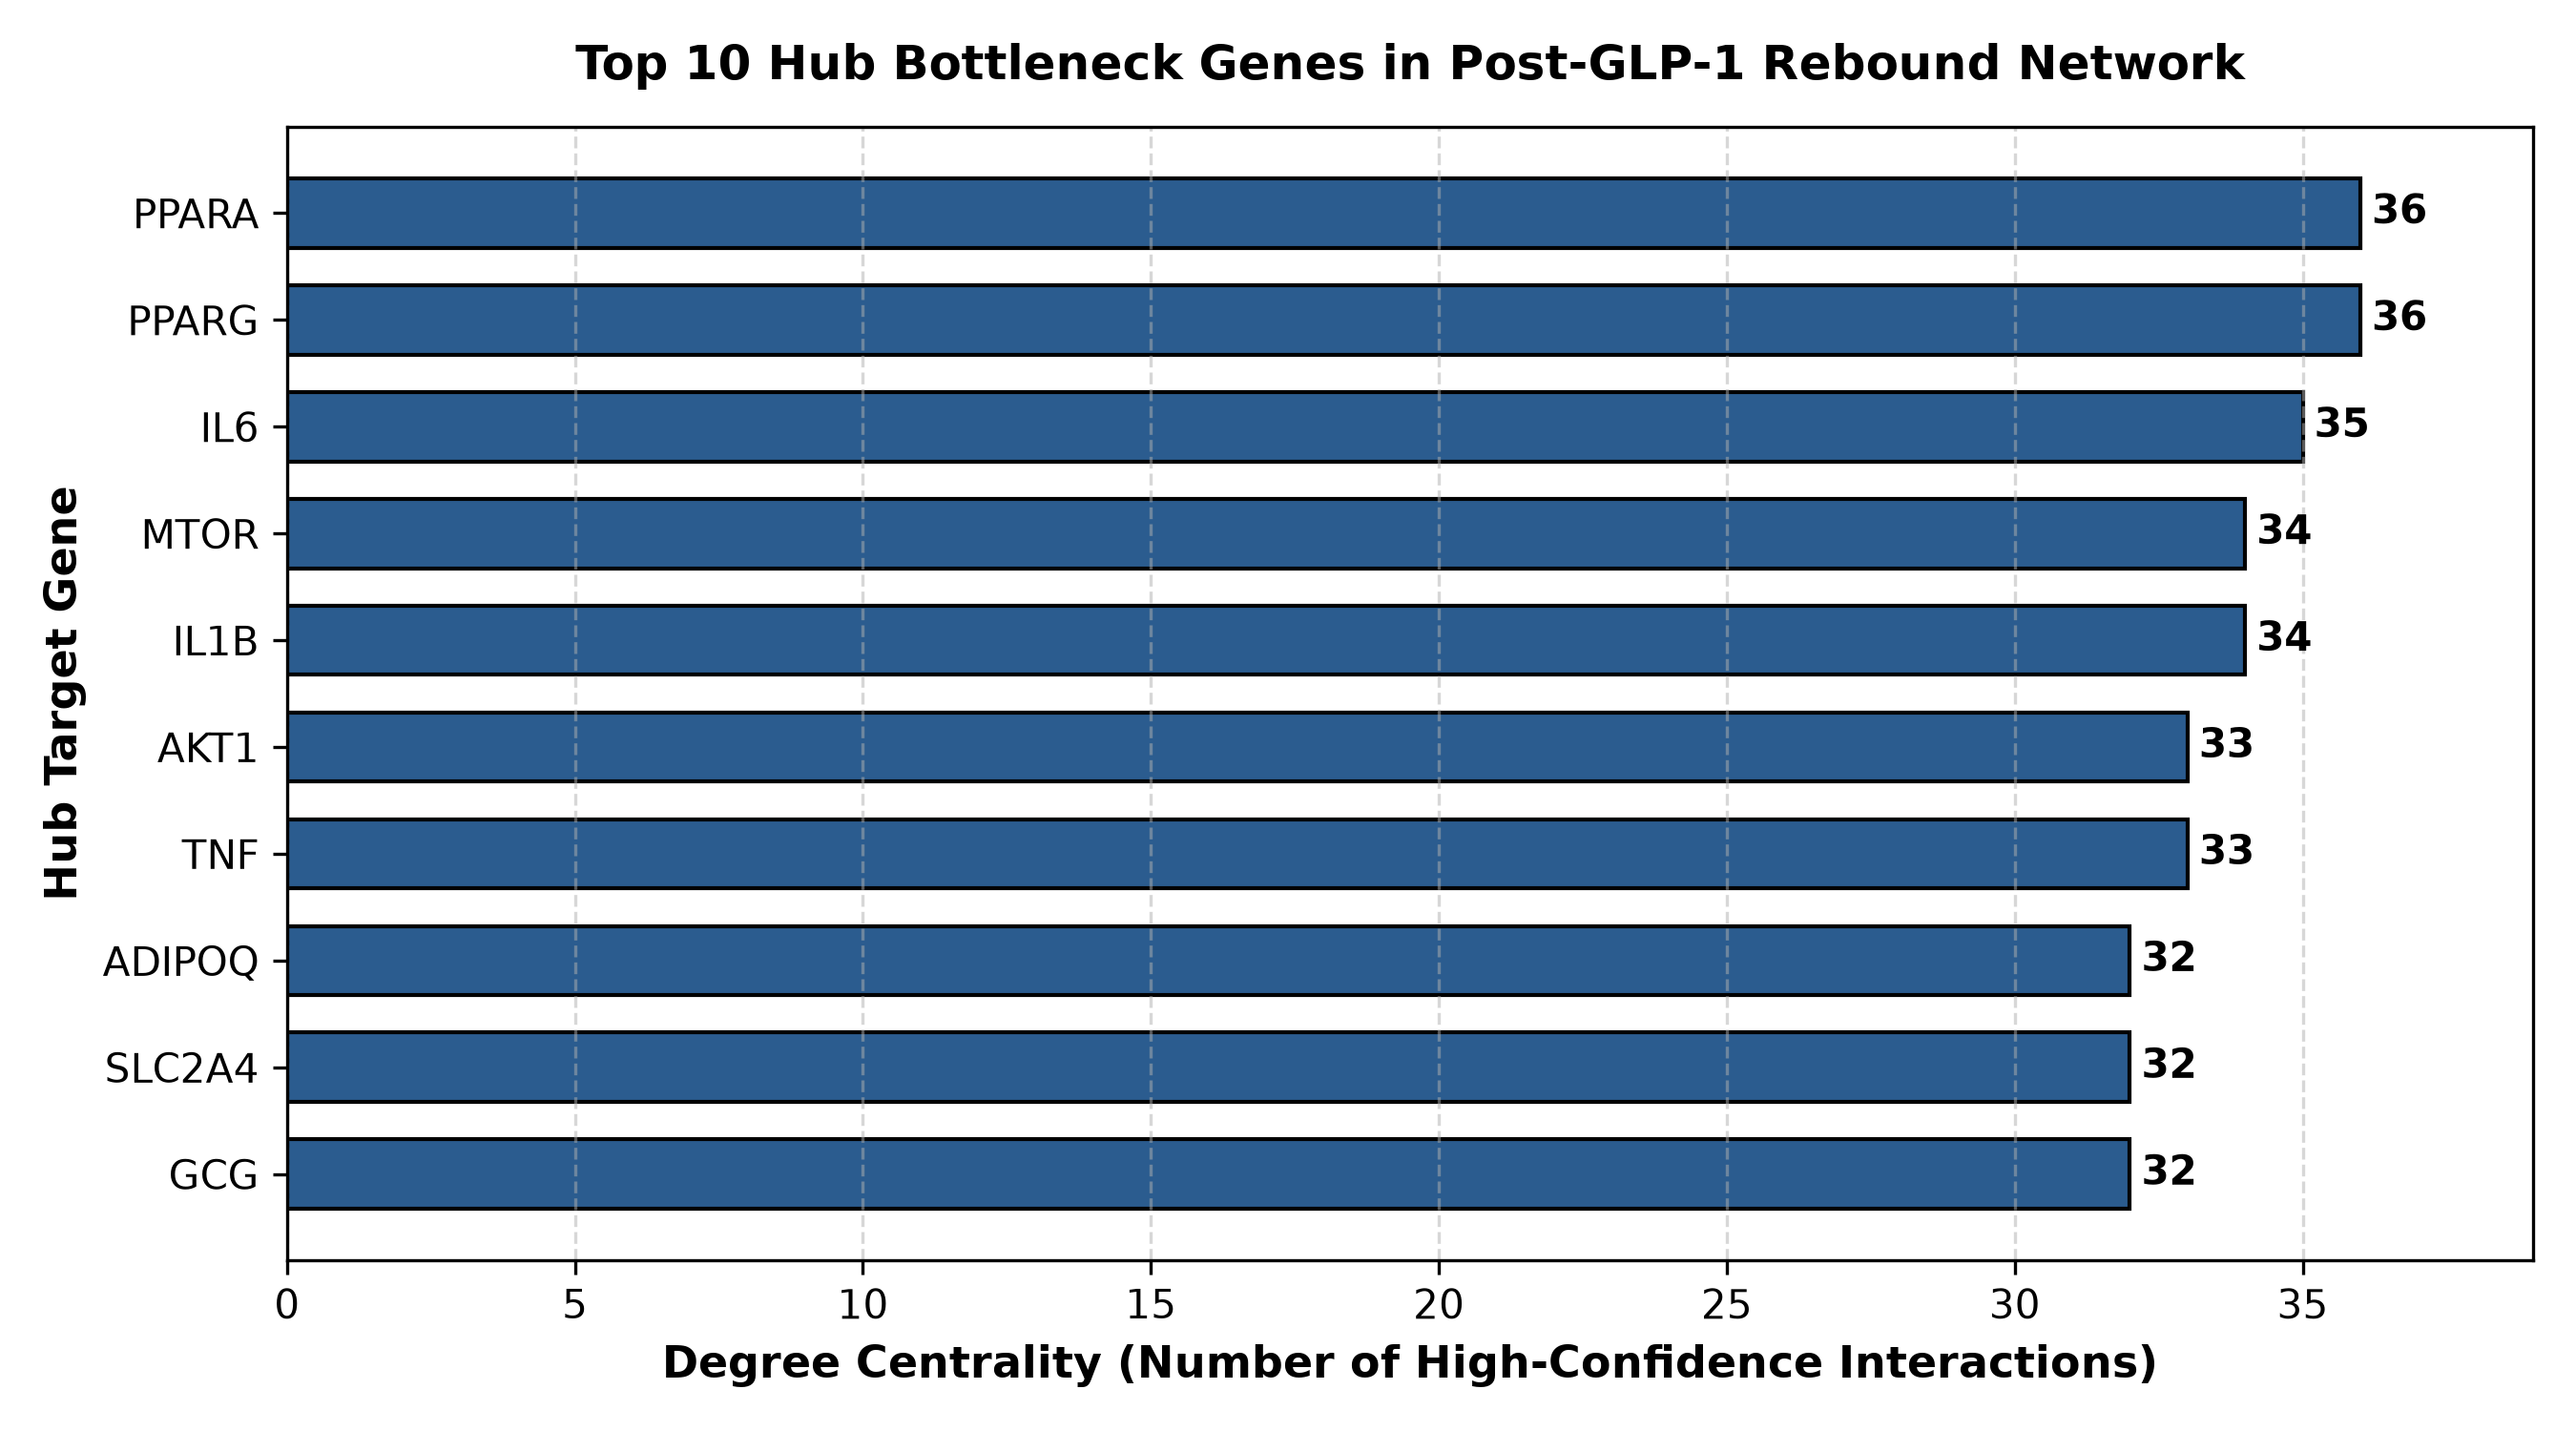 Top 10 Hub Bottleneck Genes in Post-GLP-1 Rebound Network
Hub Target Gene
PPARA 36
PPARG 36
IL6 35
MTOR 34
IL1B 34
AKT1 33
TNF 33
ADIPOQ 32
SLC2A4 32
GCG 32
0 5 10 15 20 25 30 35
Degree Centrality (Number of High-Confidence Interactions)